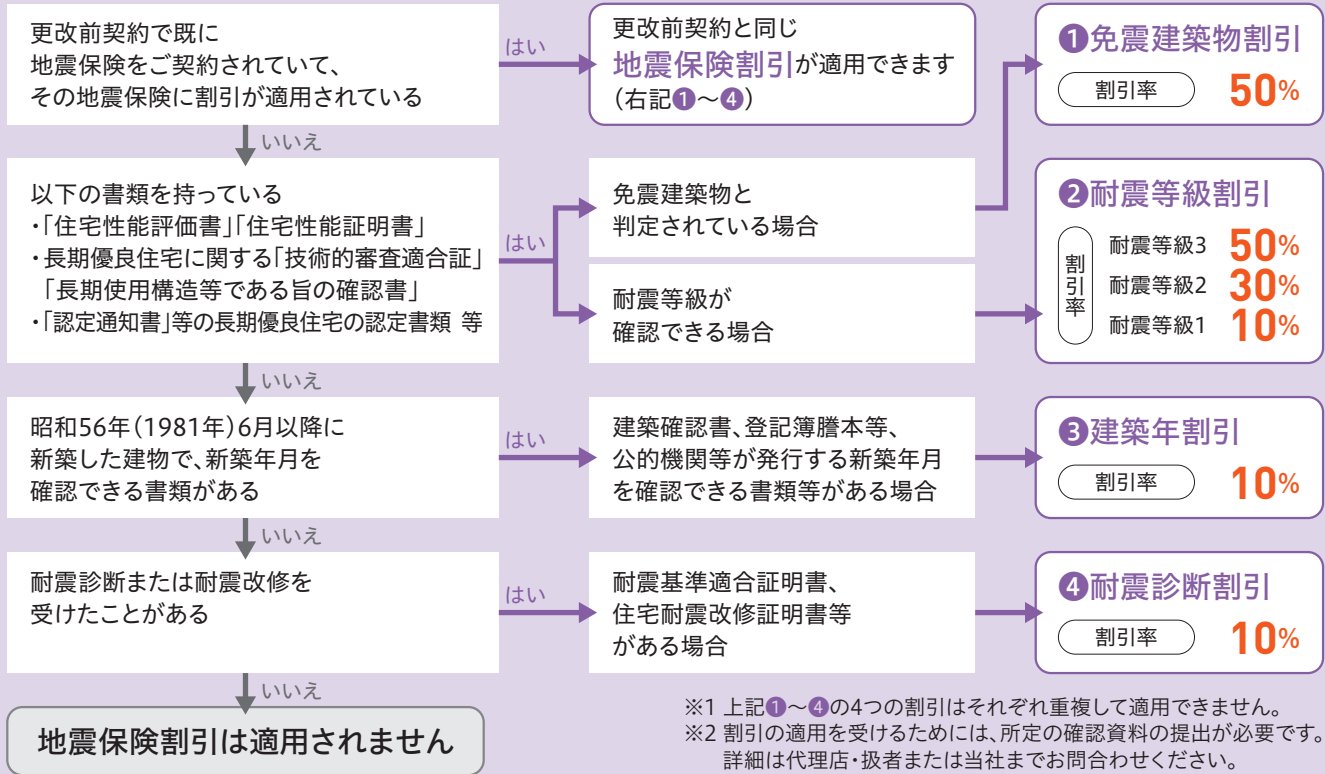 更改前契約で既に
地震保険をご契約されていて、
その地震保険に割引が適用されている
はい
更改前契約と同じ
地震保険割引が適用できます
(右記❶～❹)
❶免震建築物割引
割引率 50%
いいえ
以下の書類を持っている
・「住宅性能評価書」「住宅性能証明書」
・長期優良住宅に関する「技術的審査適合証」
「長期使用構造等である旨の確認書」
・「認定通知書」等の長期優良住宅の認定書類 等
はい
免震建築物と
判定されている場合
耐震等級が
確認できる場合
❷耐震等級割引
割引率
耐震等級3 50%
耐震等級2 30%
耐震等級1 10%
いいえ
昭和56年(1981年)6月以降に
新築した建物で、新築年月を
確認できる書類がある
はい
建築確認書、登記簿謄本等、
公的機関等が発行する新築年月
を確認できる書類等がある場合
❸建築年割引
割引率 10%
いいえ
耐震診断または耐震改修を
受けたことがある
はい
耐震基準適合証明書、
住宅耐震改修証明書等
がある場合
❹耐震診断割引
割引率 10%
いいえ
地震保険割引は適用されません
※1 上記❶～❹の4つの割引はそれぞれ重複して適用できません。
※2 割引の適用を受けるためには、所定の確認資料の提出が必要です。
詳細は代理店・扱者または当社までお問合わせください。